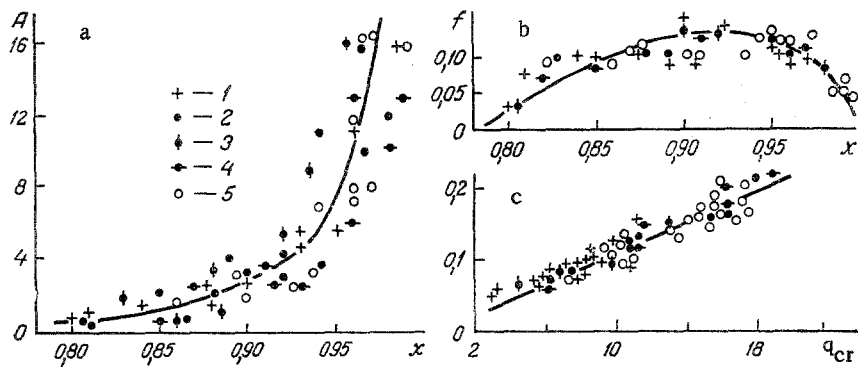 A
a
16
12
8
4
0
+ — 1
● — 2
● — 3
● — 4
○ — 5
0,80
0,85
0,90
0,95
x
f
b
0,10
0,05
0
0,80
0,85
0,90
0,95
x
f
c
0,2
0,1
0
2
10
18
q cr